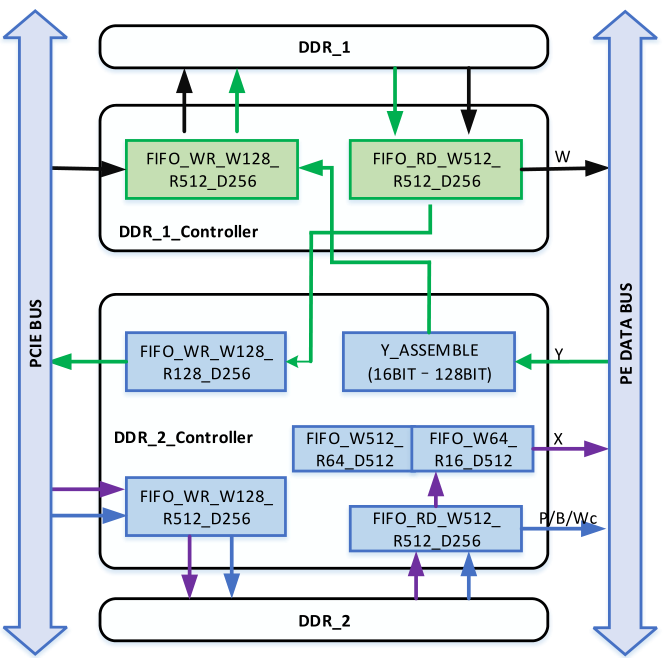 DDR_1
FIFO_WR_W128_
R512_D256
FIFO_RD_W512_
R512_D256
W
DDR_1_Controller
PCIE BUS
PE DATA BUS
FIFO_WR_W128_
R128_D256
Y_ASSEMBLE
(16BIT - 128BIT)
Y
DDR_2_Controller
FIFO_W512_
R64_D512
FIFO_W64_
R16_D512
X
FIFO_WR_W128_
R512_D256
FIFO_RD_W512_
R512_D256
P/B/Wc
DDR_2